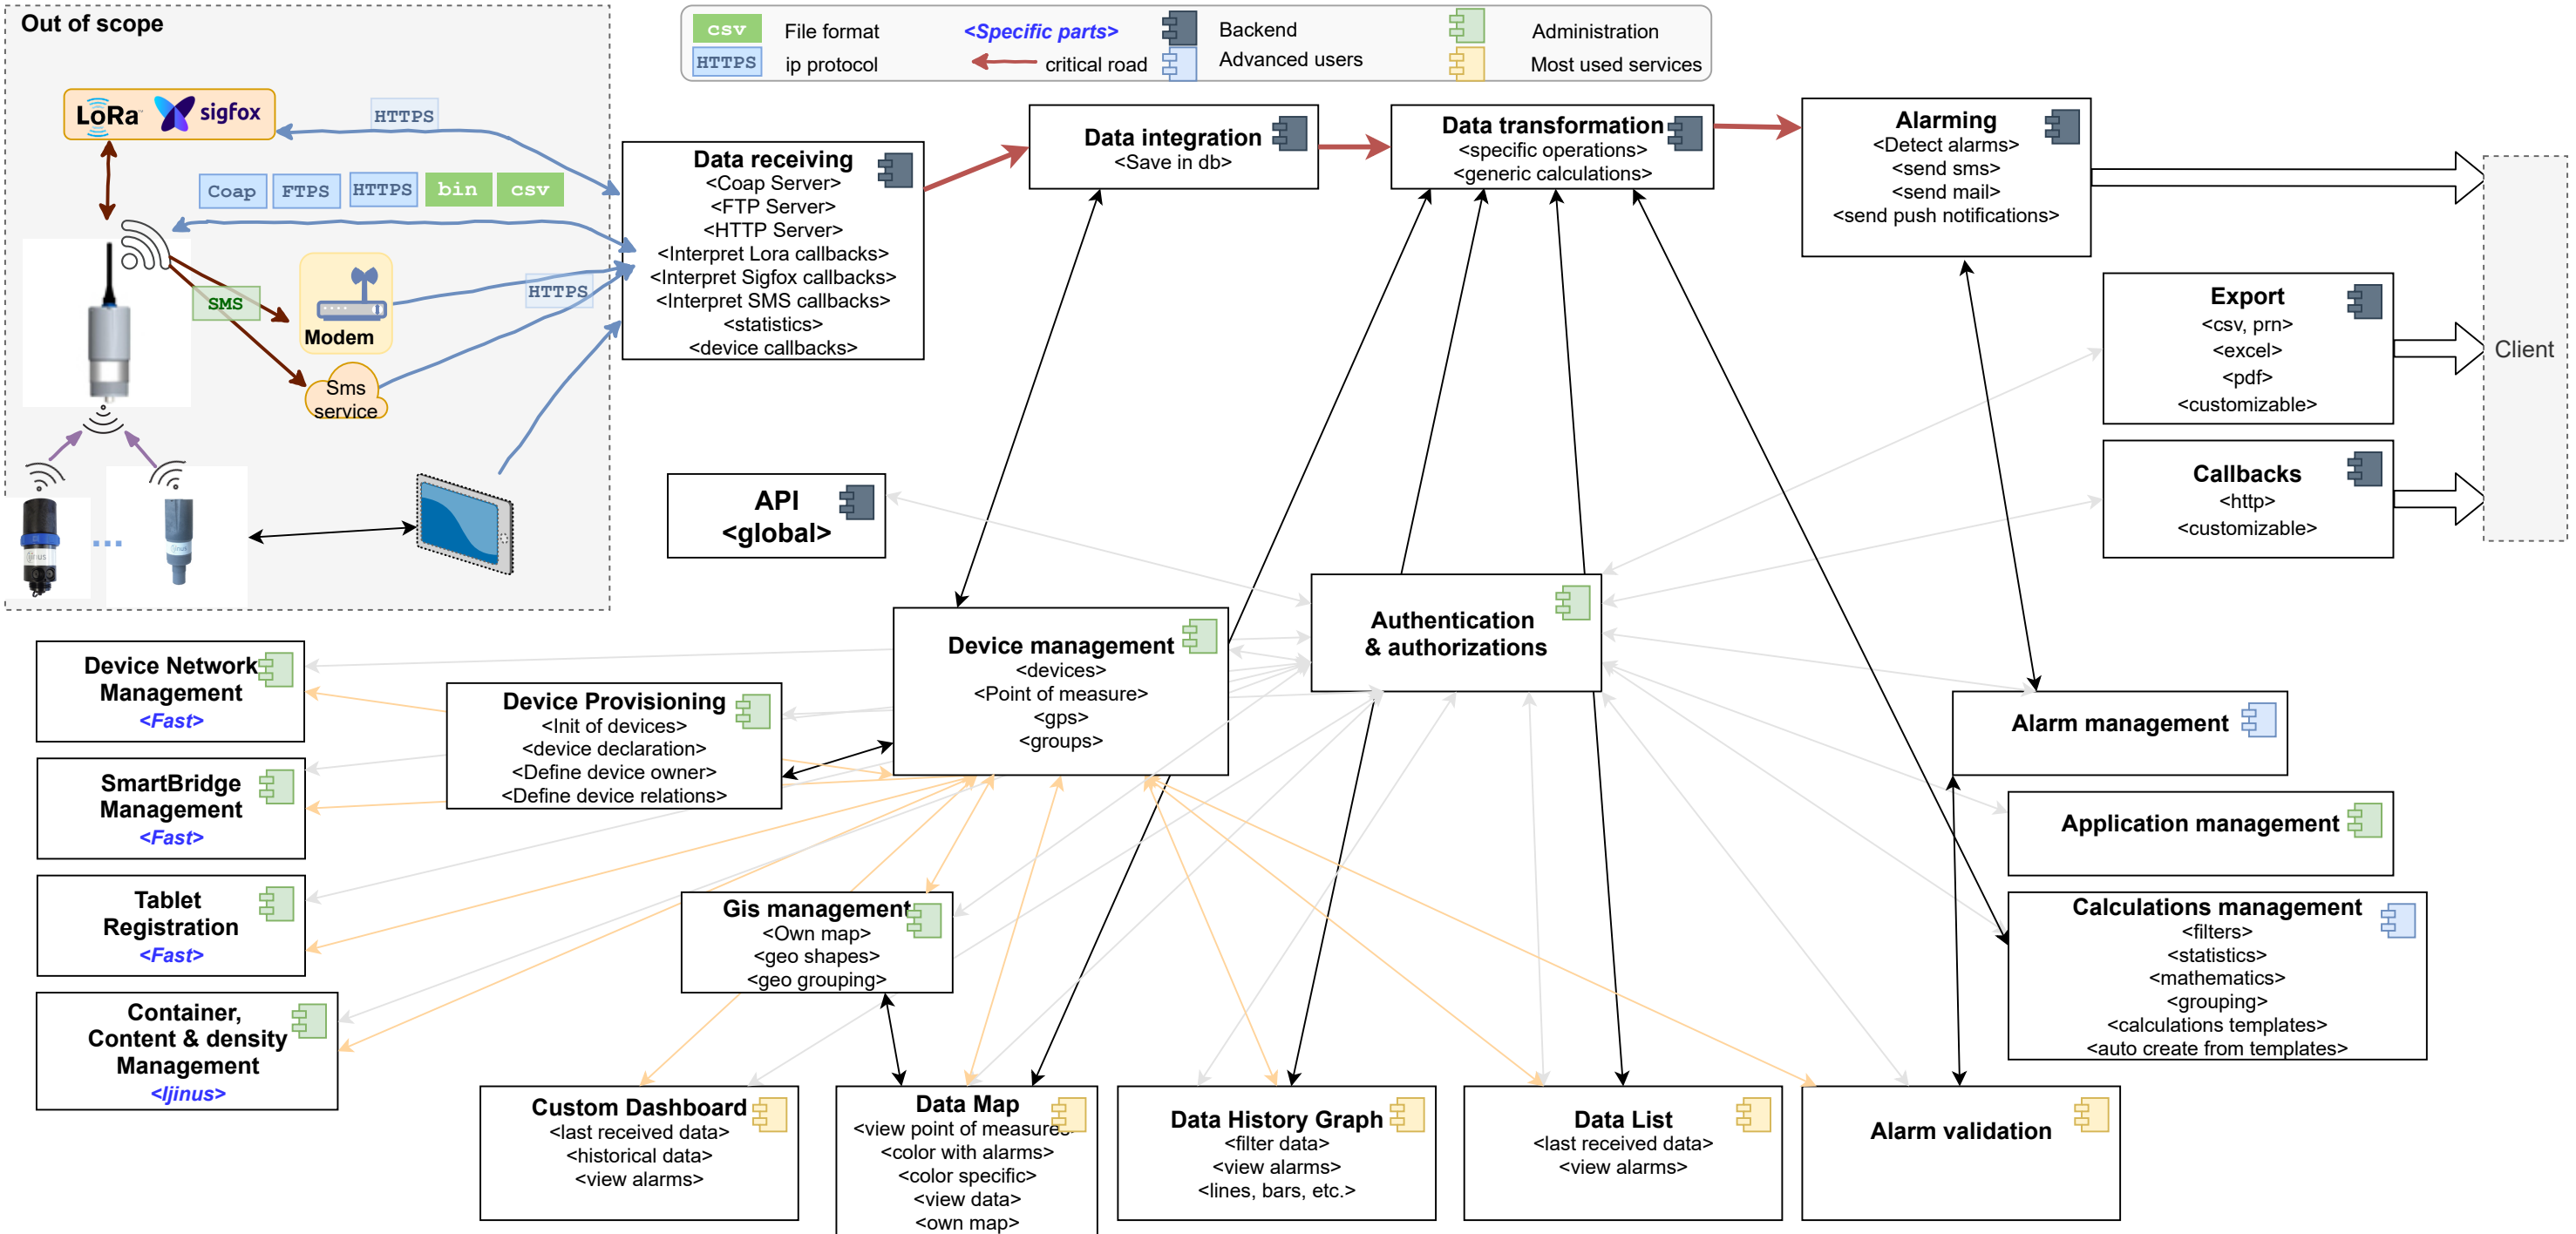 Out of scope
csv
File format
<Specific parts>
Backend
Administration
HTTPS
ip protocol
critical road
Advanced users
Most used services
LoRa™
sigfox
HTTPS
Coap
FTPS
HTTPS
bin
csv
SMS
Modem
HTTPS
Sms
service
Data receiving
<Coap Server>
<FTP Server>
<HTTP Server>
<Interpret Lora callbacks>
<Interpret Sigfox callbacks>
<Interpret SMS callbacks>
<statistics>
<device callbacks>
Data integration
<Save in db>
Data transformation
<specific operations>
<generic calculations>
Alarming
<Detect alarms>
<send sms>
<send mail>
<send push notifications>
Export
<csv, prn>
<excel>
<pdf>
<customizable>
Client
Callbacks
<http>
<customizable>
API
<global>
Authentication
& authorizations
Device management
<devices>
<Point of measure>
<gps>
<groups>
Device Network
Management
<Fast>
Device Provisioning
<Init of devices>
<device declaration>
<Define device owner>
<Define device relations>
SmartBridge
Management
<Fast>
Alarm management
Application management
Tablet
Registration
<Fast>
Gis management
<Own map>
<geo shapes>
<geo grouping>
Calculations management
<filters>
<statistics>
<mathematics>
<grouping>
<calculations templates>
<auto create from templates>
Container,
Content & density
Management
<Ijinus>
Custom Dashboard
<last received data>
<historical data>
<view alarms>
Data Map
<view point of measures>
<color with alarms>
<color specific>
<view data>
<own map>
Data History Graph
<filter data>
<view alarms>
<lines, bars, etc.>
Data List
<last received data>
<view alarms>
Alarm validation